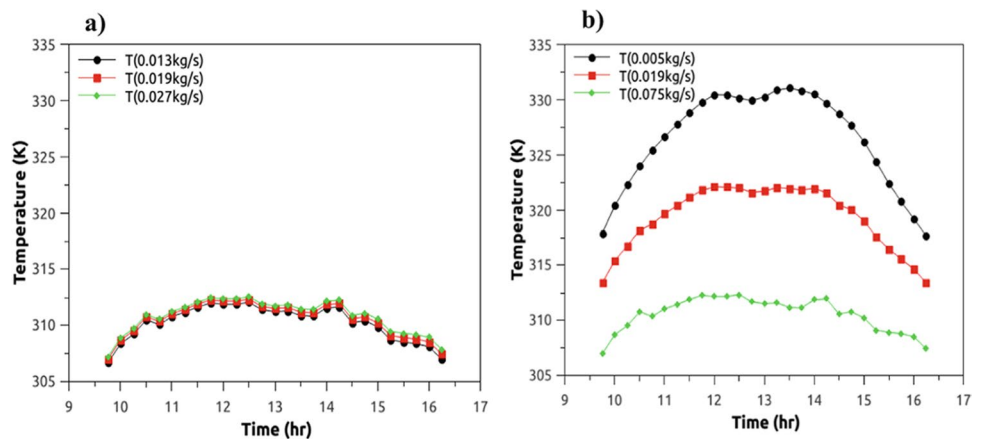 a)
335
330
325
320
315
310
305
Temperature (K)
T(0.013kg/s)
T(0.019kg/s)
T(0.027kg/s)
9 10 11 12 13 14 15 16 17
Time (hr)
b)
335
330
325
320
315
310
305
Temperature (K)
T(0.005kg/s)
T(0.019kg/s)
T(0.075kg/s)
9 10 11 12 13 14 15 16 17
Time (hr)